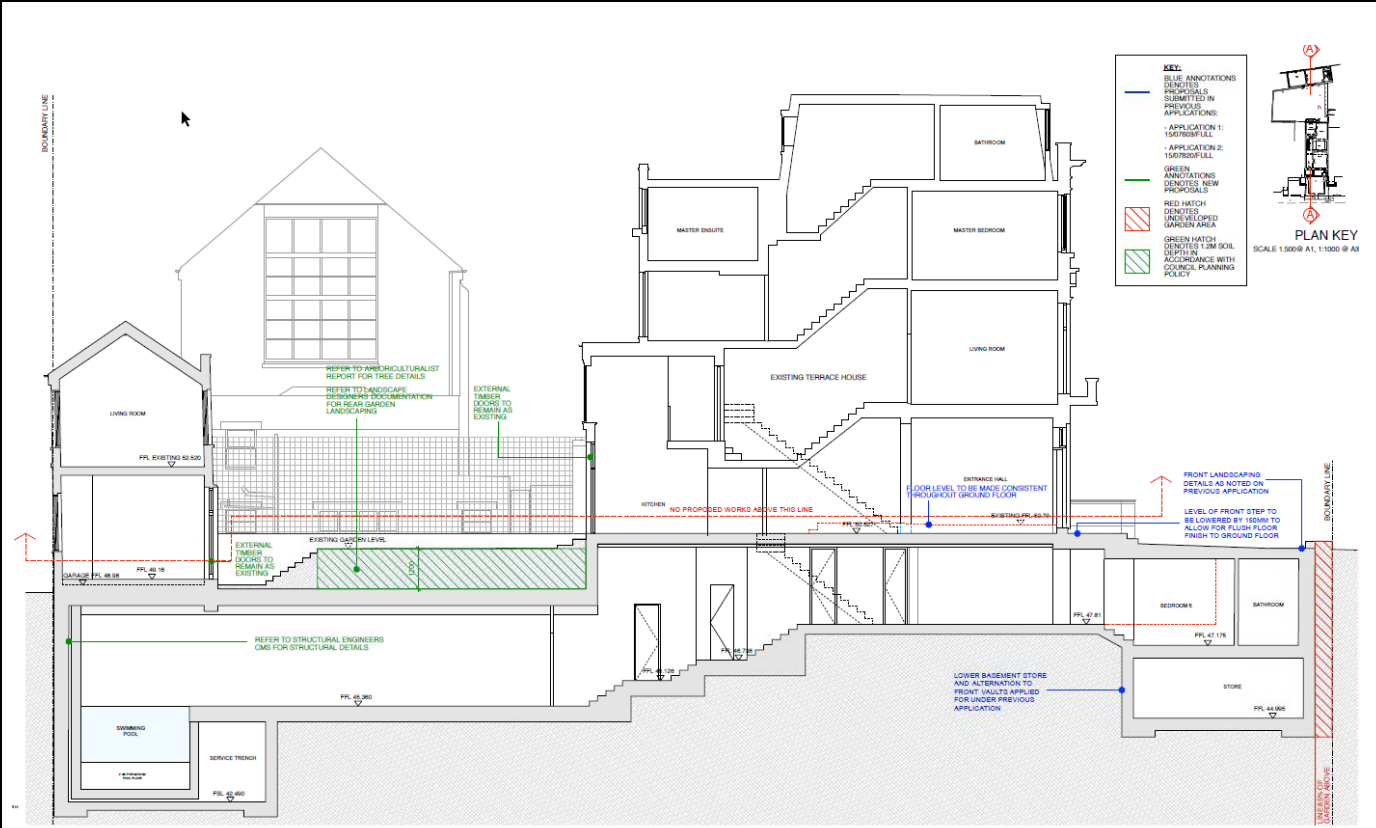 BOUNDARY LINE
KEY:
BLUE ANNOTATIONS
DENOTES
PROPOSALS
SUBMITTED IN
PREVIOUS
APPLICATIONS:
- APPLICATION 1:
15/07803/FULL
- APPLICATION 2:
15/07820/FULL
GREEN
ANNOTATIONS
DENOTES NEW
PROPOSALS
RED HATCH
DENOTES
UNDEVELOPED
GARDEN AREA
GREEN HATCH
DENOTES 1.2M SOIL
DEPTH IN
ACCORDANCE WITH
COUNCIL PLANNING
POLICY
A
A
PLAN KEY
SCALE 1:500@ A1, 1:1000 @ A3
BATHROOM
MASTER ENSUITE
MASTER BEDROOM
LIVING ROOM
EXISTING TERRACE HOUSE
REFER TO ARBORICULTURALIST
REPORT FOR TREE DETAILS
REFER TO LANDSCAPE
DESIGNERS DOCUMENTATION
FOR REAR GARDEN
LANDSCAPING
EXTERNAL
TIMBER
DOORS TO
REMAIN AS
EXISTING
LIVING ROOM
FFL EXISTING 52.520
ENTRANCE HALL
FLOOR LEVEL TO BE MADE CONSISTENT
THROUGHOUT GROUND FLOOR
KITCHEN
NO PROPOSED WORKS ABOVE THIS LINE
FRONT LANDSCAPING
DETAILS AS NOTED ON
PREVIOUS APPLICATION
BOUNDARY LINE
LEVEL OF FRONT STEP TO
BE LOWERED BY 150MM TO
ALLOW FOR FLUSH FLOOR
FINISH TO GROUND FLOOR
EXISTING GARDEN LEVEL
EXTERNAL
TIMBER
DOORS TO
REMAIN AS
EXISTING
1200
FFL 49.16
GARAGE FFL 48.98
BEDROOM 5
BATHROOM
FFL 47.81
FFL 47.175
REFER TO STRUCTURAL ENGINEERS
CMS FOR STRUCTURAL DETAILS
LOWER BASEMENT STORE
AND ALTERNATION TO
FRONT VAULTS APPLIED
FOR UNDER PREVIOUS
APPLICATION
STORE
FFL 44.995
FFL 45.360
SWIMMING
POOL
SERVICE TRENCH
FSL 42.490
GARDEN ABOVE